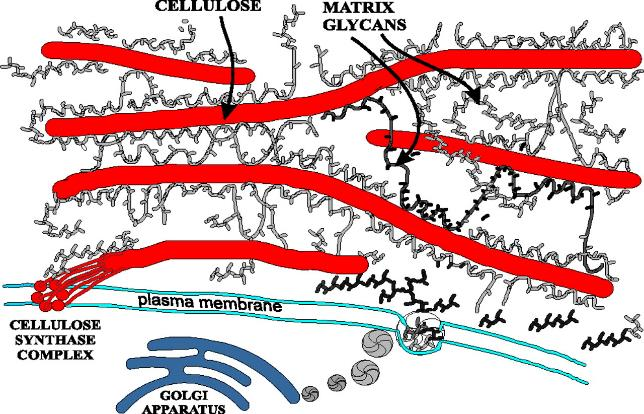 CELLULOSE
MATRIX
GLYCANS
plasma membrane
CELLULOSE
SYNTHASE
COMPLEX
GOLGI
APPARATUS